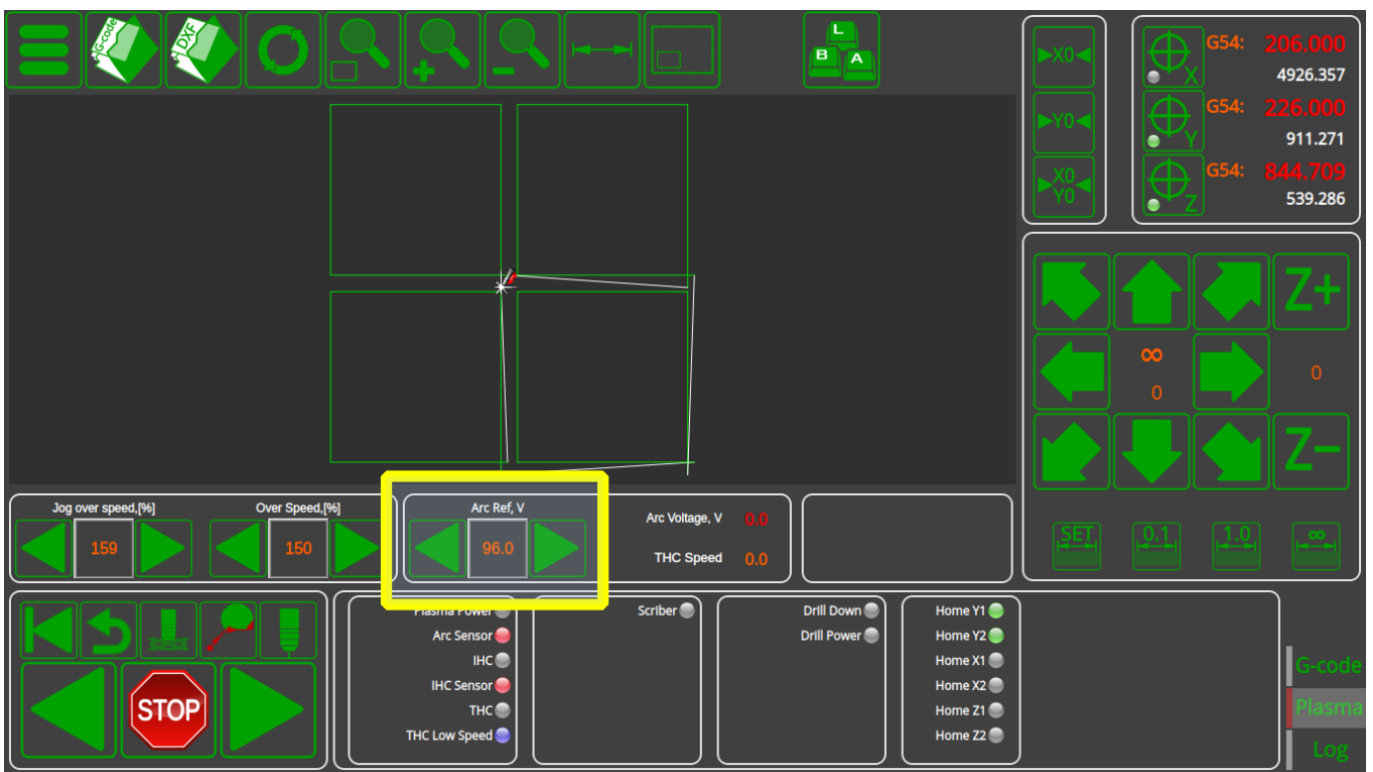 G-code
DXF
L
B A
X0
Y0
X0
Y0
X
G54: 206.000
4926.357
Y
G54: 226.000
911.271
Z
G54: 844.709
539.286
Z+
∞
0
0
Z−
SET
0.1
1.0
∞
Jog over speed,[%]
159
Over Speed,[%]
150
Arc Ref, V
96.0
Arc Voltage, V 0.0
THC Speed 0.0
STOP
Plasma Power
Arc Sensor
IHC
IHC Sensor
THC
THC Low Speed
Scriber
Drill Down
Drill Power
Home Y1
Home Y2
Home X1
Home X2
Home Z1
Home Z2
G-code
Plasma
Log